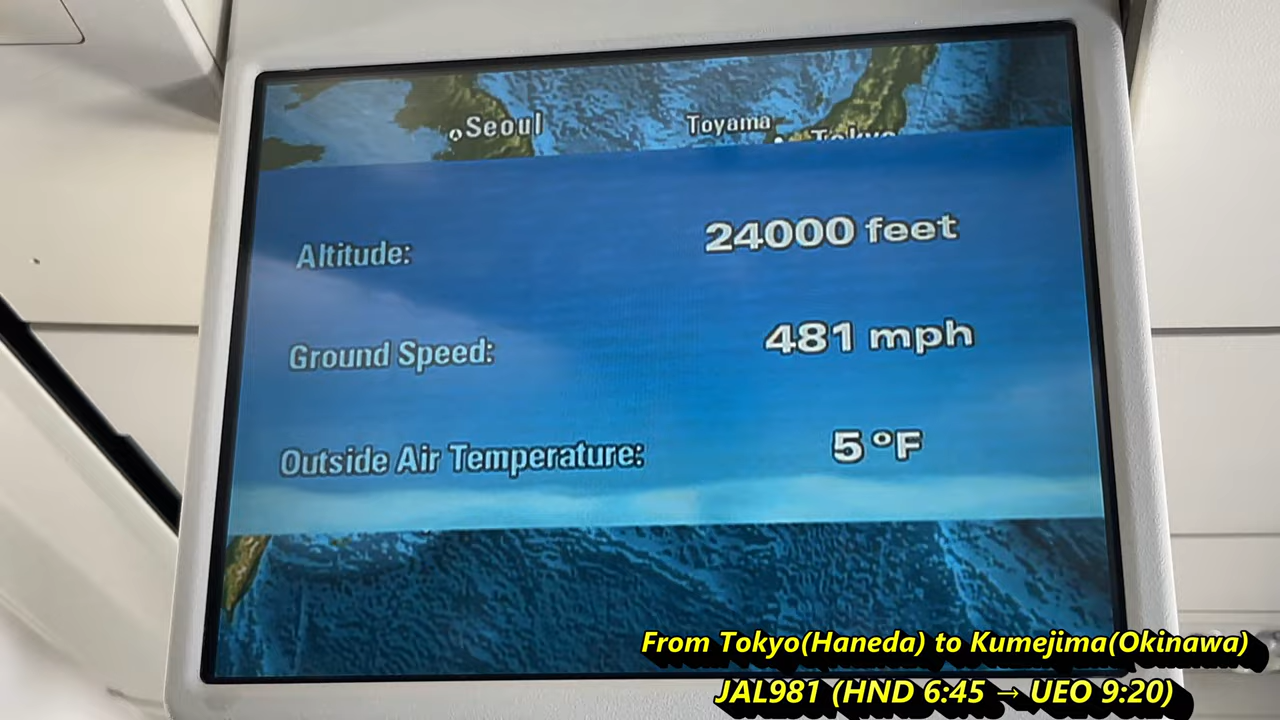 Seoul
Toyama
Tokyo
Altitude: 24000 feet
Ground Speed: 481 mph
Outside Air Temperature: 5 °F
From Tokyo(Haneda) to Kumejima(Okinawa)
JAL981 (HND 6:45 → UEO 9:20)